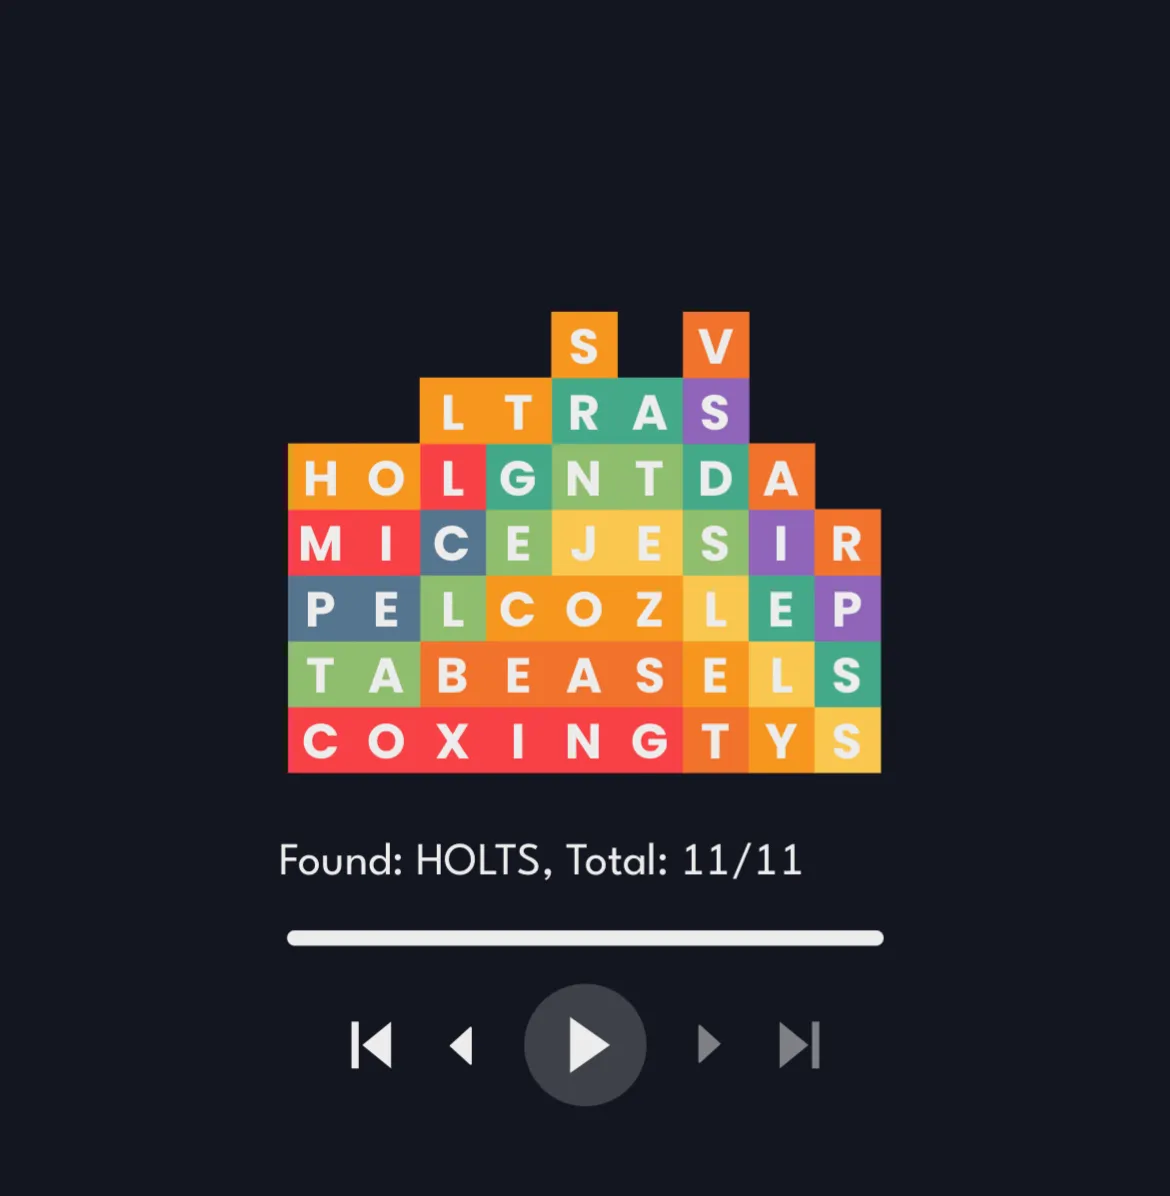 S V
L T R A S
H O L G N T D A
M I C E J E S I R
P E L C O Z L E P
T A B E A S E L S
C O X I N G T Y S
Found: HOLTS, Total: 11/11